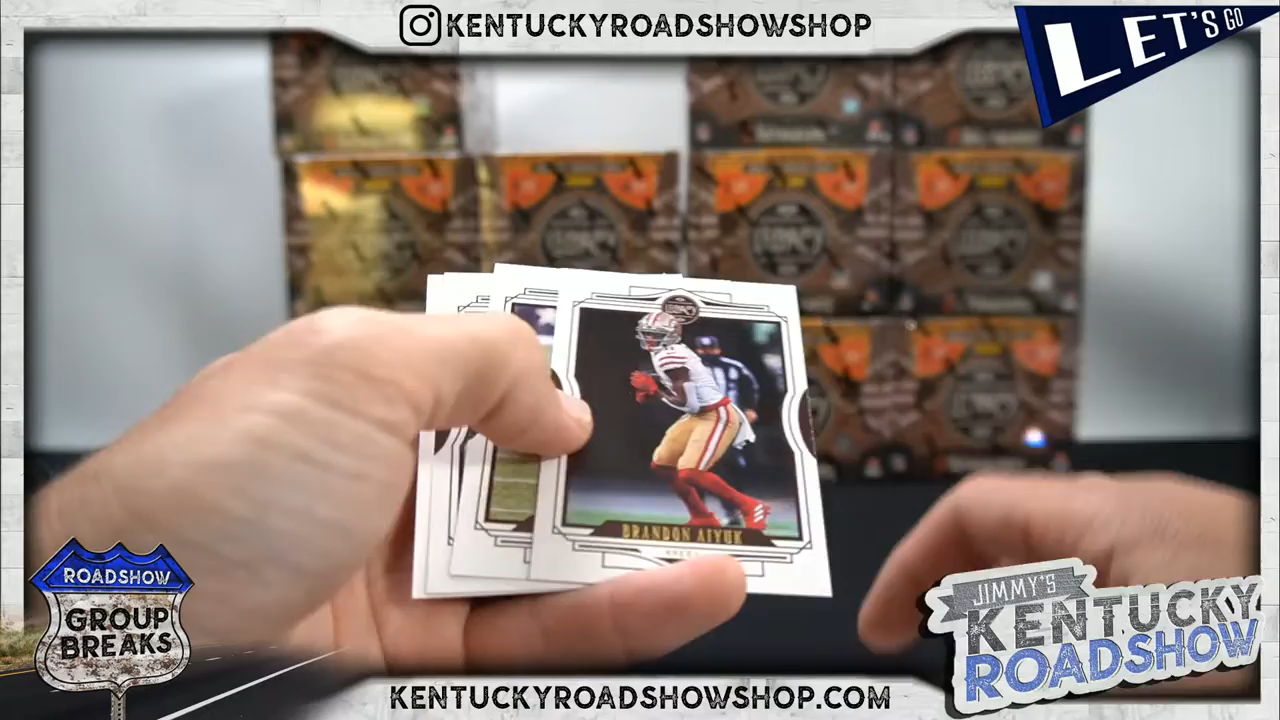 KENTUCKYROADSHOWSHOP
LET'S GO
BRANDON AIYUK
ROADSHOW
GROUP
BREAKS
JIMMY'S
KENTUCKY
ROADSHOW
KENTUCKYROADSHOWSHOP.COM